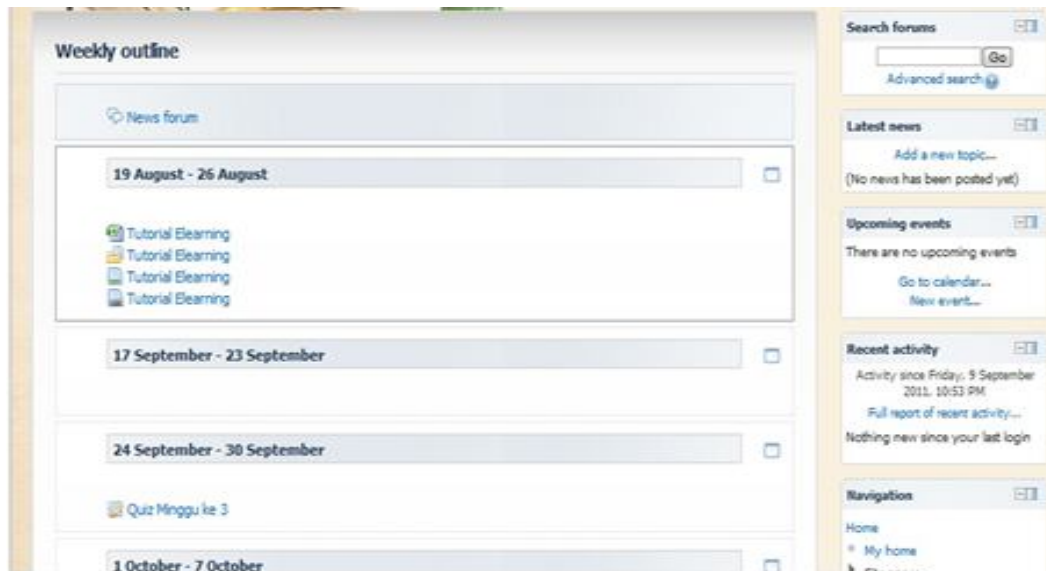 Weekly outline
News forum
19 August - 26 August
Tutorial Elearning
Tutorial Elearning
Tutorial Elearning
Tutorial Elearning
17 September - 23 September
24 September - 30 September
Quiz Minggu ke 3
1 October - 7 October
Search forums
Go
Advanced search
Latest news
Add a new topic...
(No news has been posted yet)
Upcoming events
There are no upcoming events
Go to calendar...
New event...
Recent activity
Activity since Friday, 9 September
2011, 10:53 PM
Full report of recent activity...
Nothing new since your last login
Navigation
Home
My home